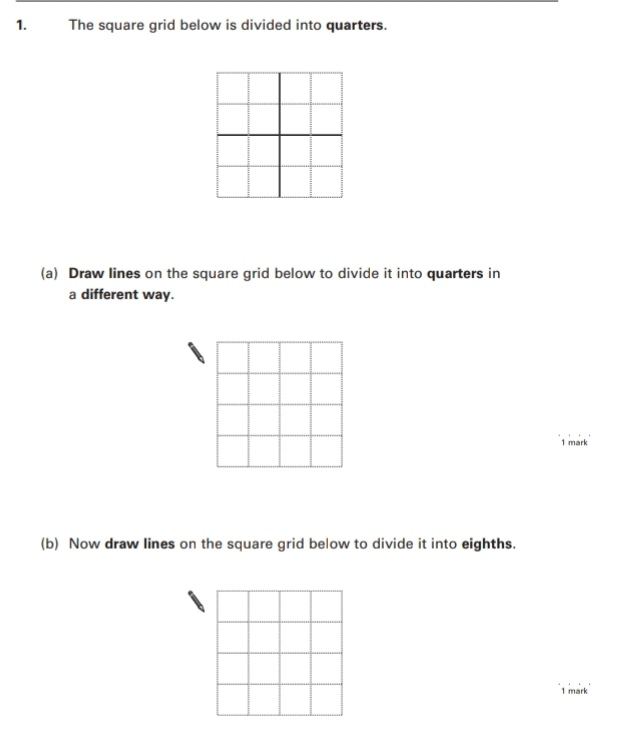 1. The square grid below is divided into quarters.
(a) Draw lines on the square grid below to divide it into quarters in
a different way.
1 mark
(b) Now draw lines on the square grid below to divide it into eighths.
1 mark